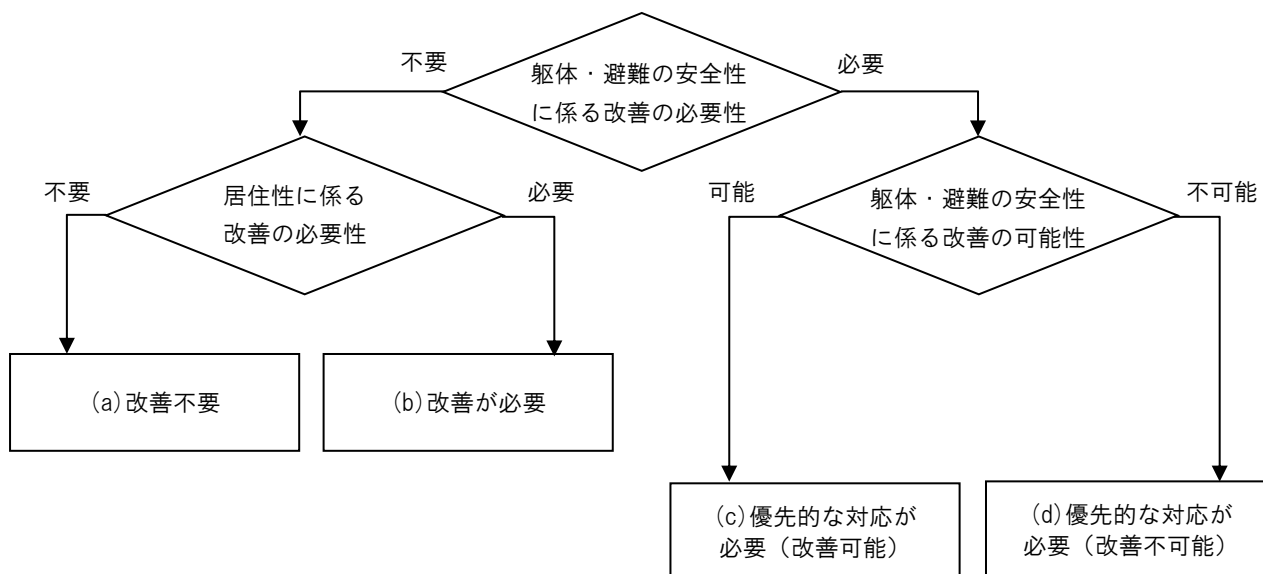 不要
躯体・避難の安全性
に係る改善の必要性
必要
不要
居住性に係る
改善の必要性
必要
可能
躯体・避難の安全性
に係る改善の可能性
不可能
(a)改善不要
(b)改善が必要
(c)優先的な対応が
必要（改善可能）
(d)優先的な対応が
必要（改善不可能）